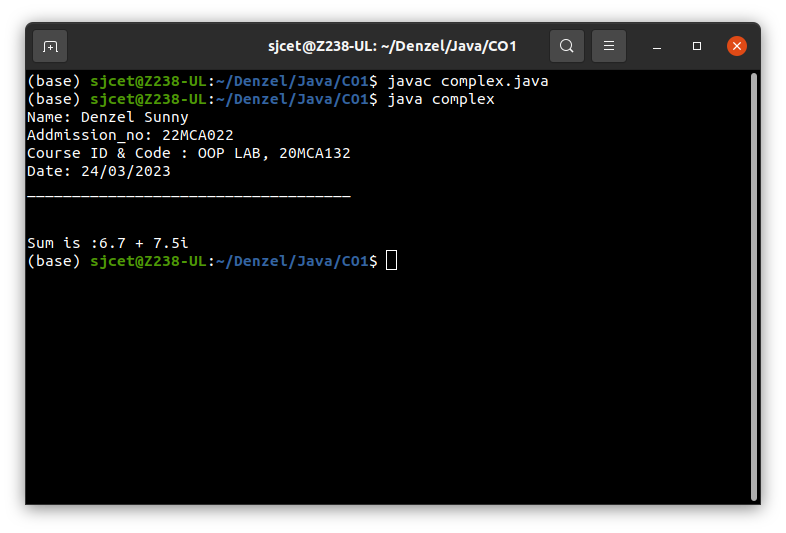 sjcet@Z238-UL: ~/Denzel/Java/CO1
(base) sjcet@Z238-UL:~/Denzel/Java/CO1$ javac complex.java
(base) sjcet@Z238-UL:~/Denzel/Java/CO1$ java complex
Name: Denzel Sunny
Addmission_no: 22MCA022
Course ID & Code : OOP LAB, 20MCA132
Date: 24/03/2023
____________________________________
Sum is :6.7 + 7.5i
(base) sjcet@Z238-UL:~/Denzel/Java/CO1$